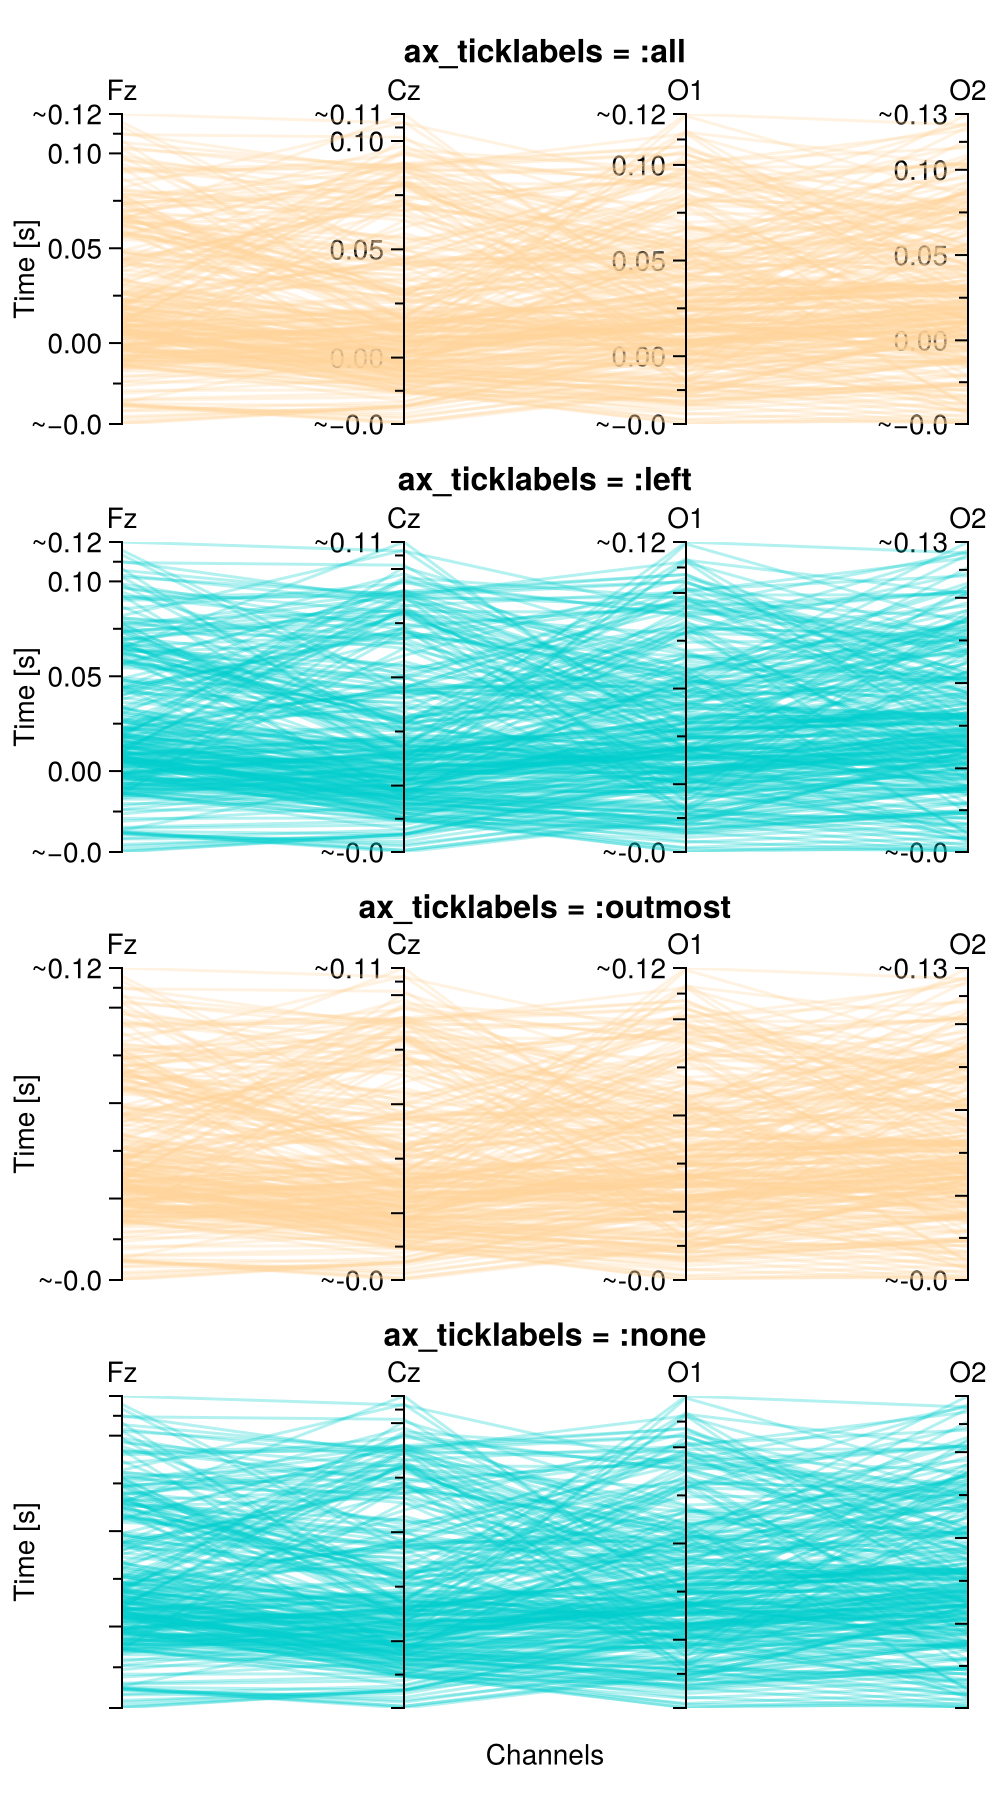 ax_ticklabels = :all
Fz Cz O1 O2
~0.12 ~0.11 ~0.12 ~0.13
0.10 0.10 0.10 0.10
0.05 0.05 0.05 0.05
0.00 0.00 0.00 0.00
~−0.0 ~−0.0 ~−0.0 ~−0.0
Time [s]
ax_ticklabels = :left
Fz Cz O1 O2
~0.12 ~0.11 ~0.12 ~0.13
0.10
0.05
0.00
~−0.0 ~-0.0 ~-0.0 ~-0.0
Time [s]
ax_ticklabels = :outmost
Fz Cz O1 O2
~0.12 ~0.11 ~0.12 ~0.13
~-0.0 ~-0.0 ~-0.0 ~-0.0
Time [s]
ax_ticklabels = :none
Fz Cz O1 O2
Time [s]
Channels